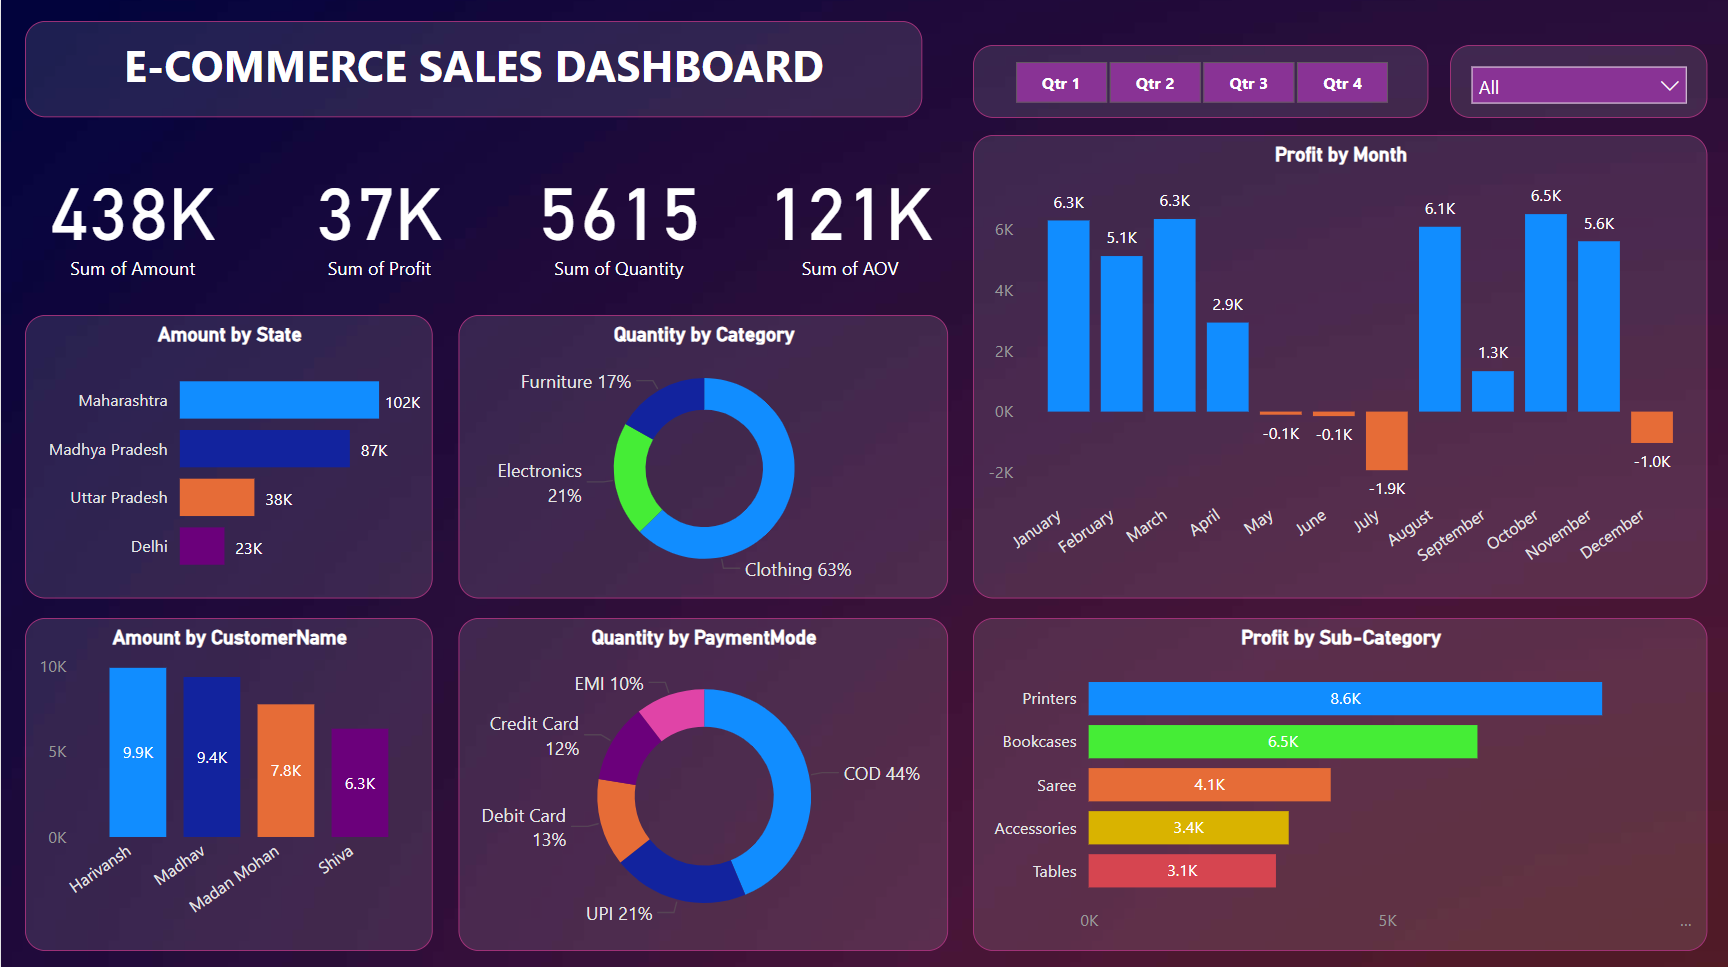 E-COMMERCE SALES DASHBOARD
Qtr 1
Qtr 2
Qtr 3
Qtr 4
All
438K
Sum of Amount
37K
Sum of Profit
5615
Sum of Quantity
121K
Sum of AOV
Profit by Month
6K
4K
2K
0K
-2K
6.3K
5.1K
6.3K
2.9K
-0.1K
-0.1K
-1.9K
6.1K
1.3K
6.5K
5.6K
-1.0K
January
February
March
April
May
June
July
August
September
October
November
December
Amount by State
Maharashtra
102K
Madhya Pradesh
87K
Uttar Pradesh
38K
Delhi
23K
Quantity by Category
Furniture 17%
Electronics
21%
Clothing 63%
Amount by CustomerName
10K
5K
0K
9.9K
9.4K
7.8K
6.3K
Harivansh
Madhav
Madan Mohan
Shiva
Quantity by PaymentMode
EMI 10%
Credit Card
12%
COD 44%
Debit Card
13%
UPI 21%
Profit by Sub-Category
Printers
8.6K
Bookcases
6.5K
Saree
4.1K
Accessories
3.4K
Tables
3.1K
0K
5K
...